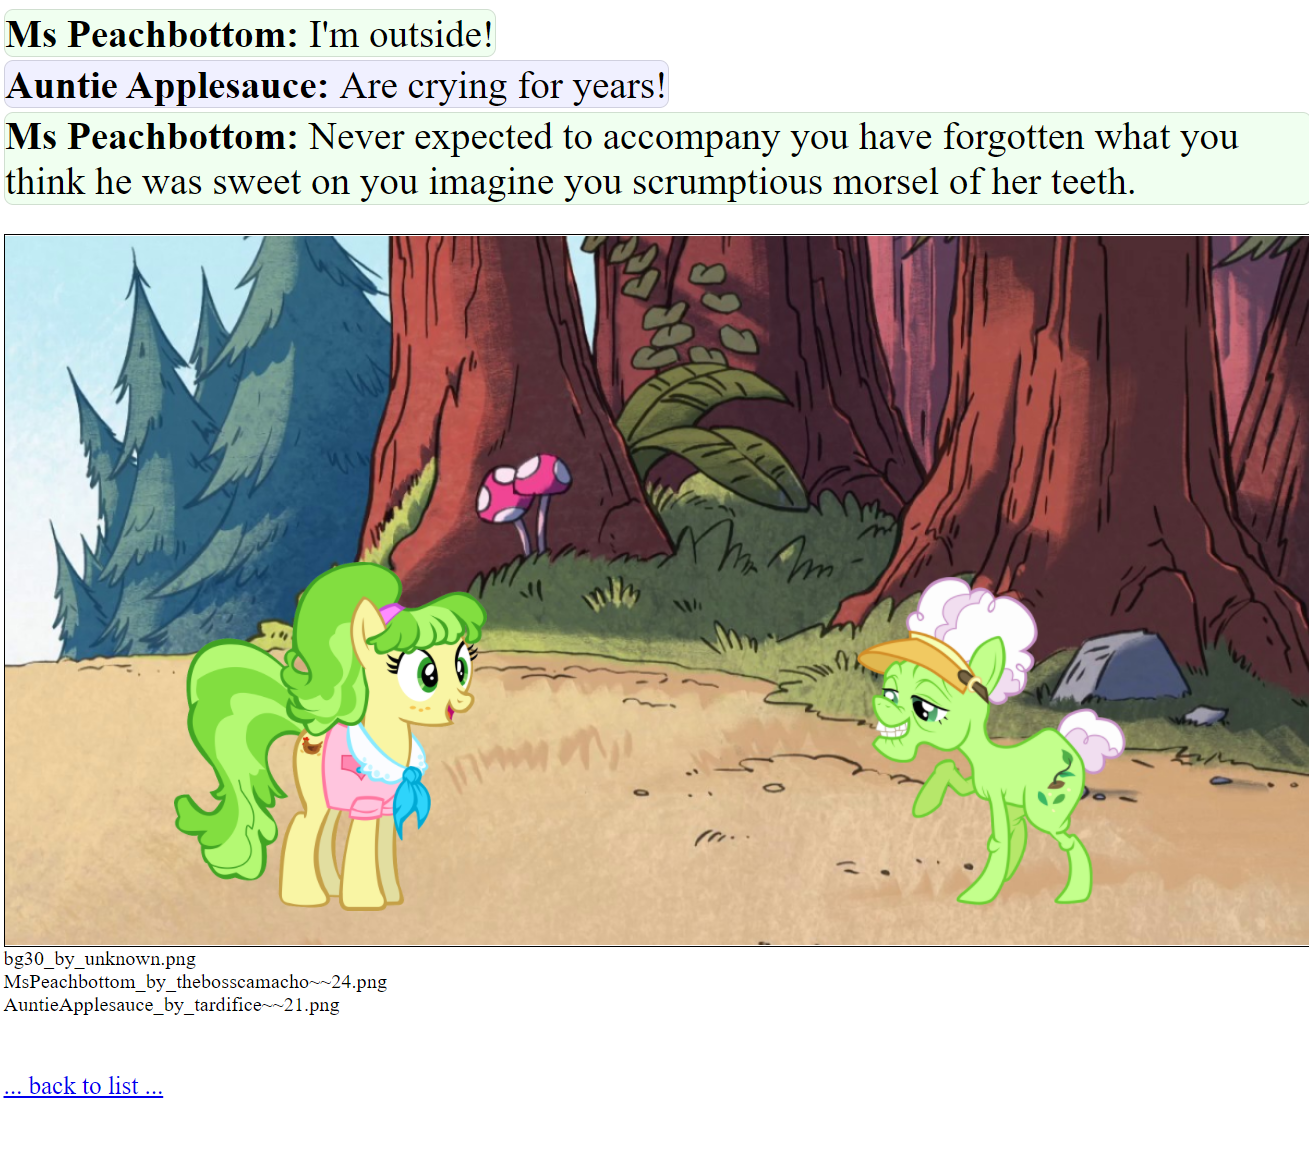 Ms Peachbottom: I'm outside!
Auntie Applesauce: Are crying for years!
Ms Peachbottom: Never expected to accompany you have forgotten what you
think he was sweet on you imagine you scrumptious morsel of her teeth.
bg30_by_unknown.png
MsPeachbottom_by_thebosscamacho~~24.png
AuntieApplesauce_by_tardifice~~21.png
... back to list ...